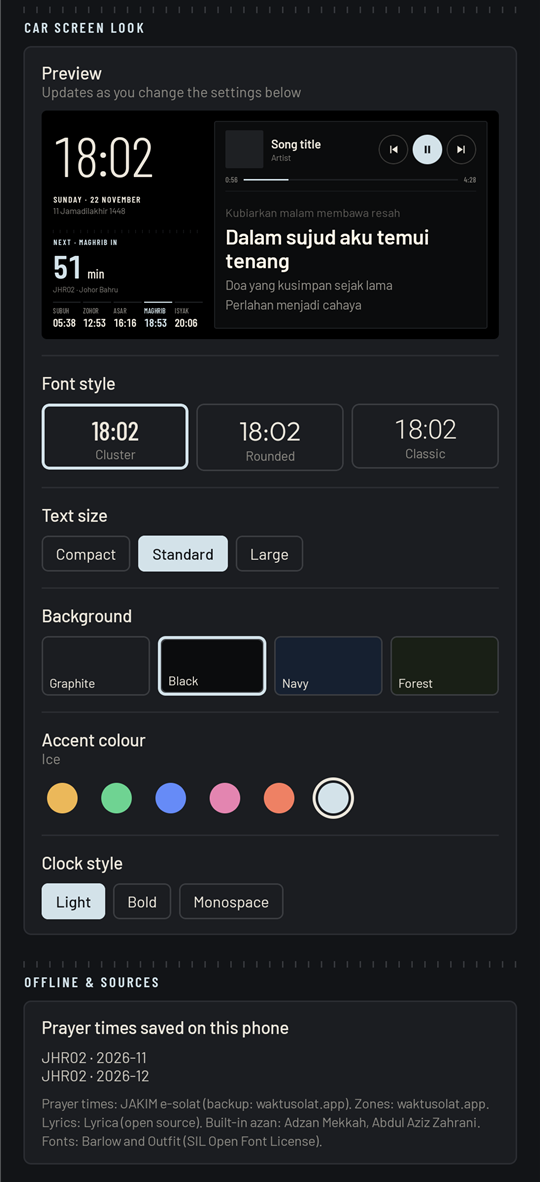 CAR SCREEN LOOK
Preview
Updates as you change the settings below
18:02
SUNDAY · 22 NOVEMBER
11 Jamadilakhir 1448
NEXT · MAGHRIB IN
51 min
JHR02 · Johor Bahru
SUBUH ZOHOR ASAR MAGHRIB ISYAK
05:38 12:53 16:16 18:53 20:06
Song title
Artist
0:56 4:28
Kubiarkan malam membawa resah
Dalam sujud aku temui
tenang
Doa yang kusimpan sejak lama
Perlahan menjadi cahaya
Font style
18:02 18:02 18:02
Cluster Rounded Classic
Text size
Compact Standard Large
Background
Graphite Black Navy Forest
Accent colour
Ice
Clock style
Light Bold Monospace
OFFLINE & SOURCES
Prayer times saved on this phone
JHR02 · 2026-11
JHR02 · 2026-12
Prayer times: JAKIM e-solat (backup: waktusolat.app). Zones: waktusolat.app.
Lyrics: Lyrica (open source). Built-in azan: Adzan Mekkah, Abdul Aziz Zahrani.
Fonts: Barlow and Outfit (SIL Open Font License).